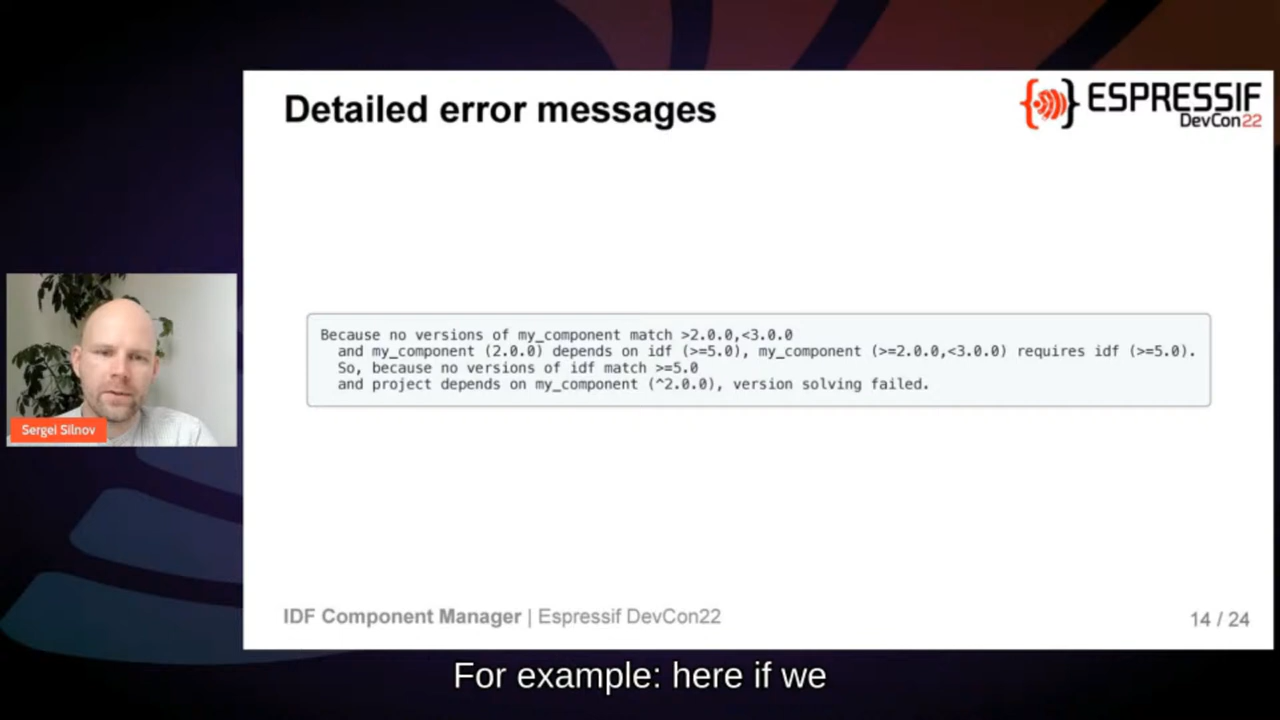 Detailed error messages
ESPRESSIF
DevCon22
Because no versions of my_component match >2.0.0,<3.0.0
and my_component (2.0.0) depends on idf (>=5.0), my_component (>=2.0.0,<3.0.0) requires idf (>=5.0).
So, because no versions of idf match >=5.0
and project depends on my_component (^2.0.0), version solving failed.
Sergei Silnov
IDF Component Manager | Espressif DevCon22
14 / 24
For example: here if we